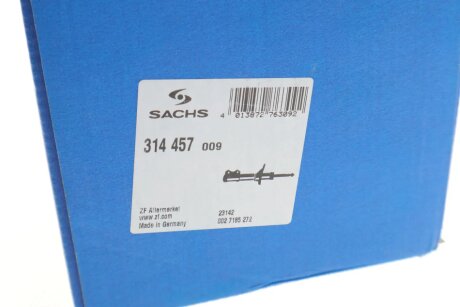 SACHS
4 013872 763092
314 457 009
ZF Aftermarket
www.zf.com
Made in Germany
23142
002 7195 272